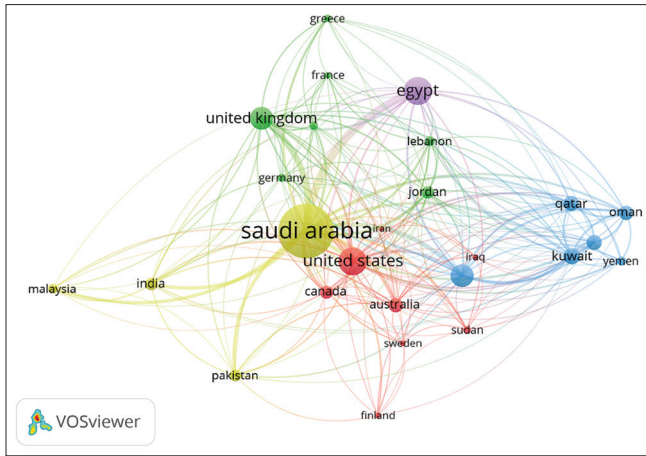 greece
france
egypt
united kingdom
lebanon
germany
jordan
qatar
oman
saudi arabia
iran
united states
iraq
kuwait
yemen
malaysia
india
canada
australia
sudan
sweden
pakistan
finland
VOSviewer